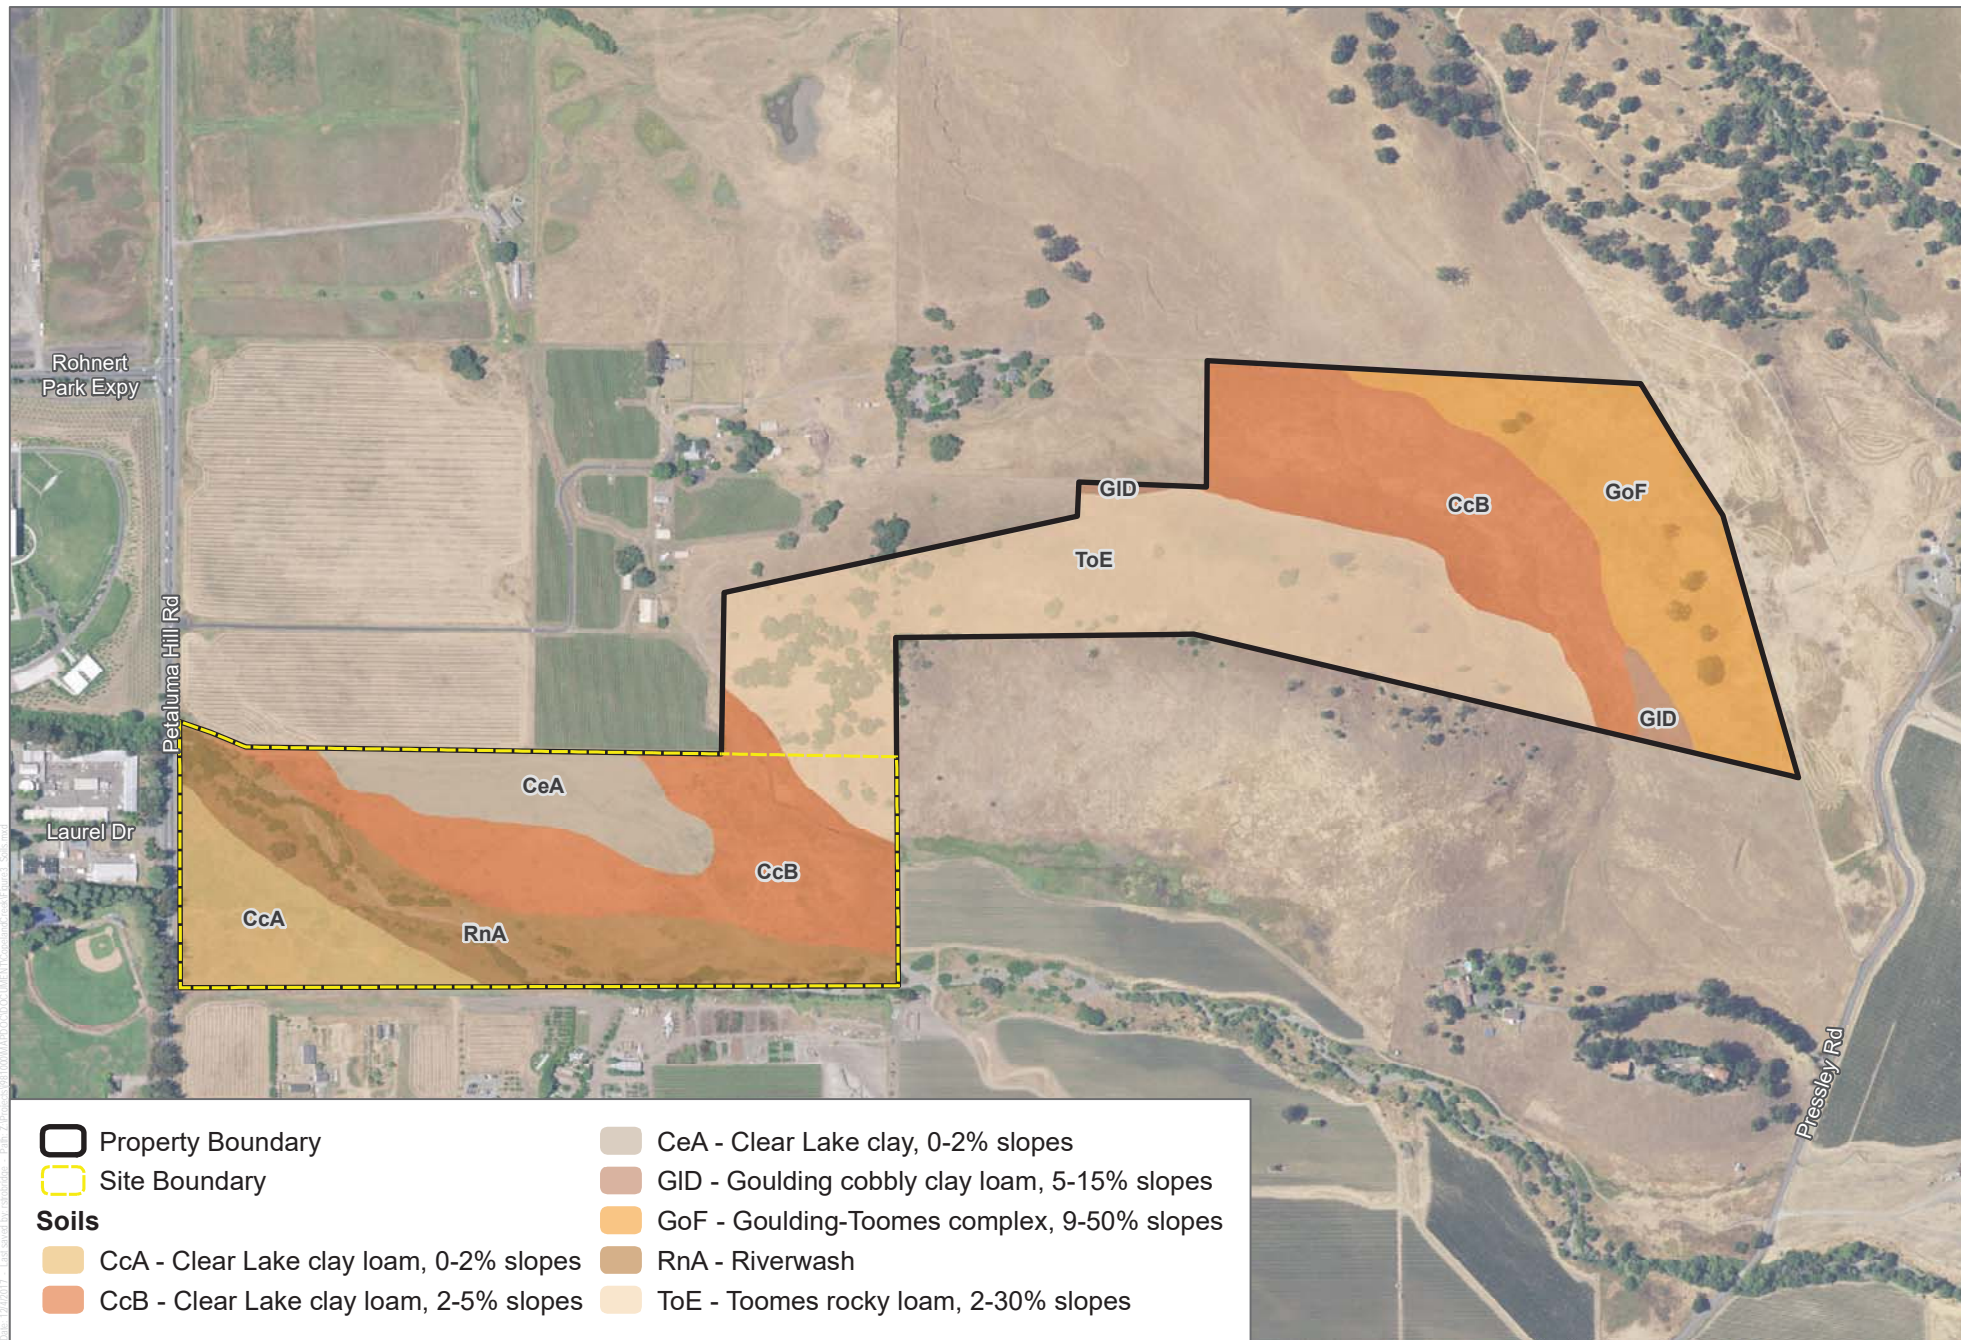 Rohnert
Park Expy
Petaluma Hill Rd
Laurel Dr
GlD
CcB
GoF
ToE
GlD
CeA
CcB
CcA
RnA
Pressley Rd
Property Boundary
Site Boundary
Soils
CcA - Clear Lake clay loam, 0-2% slopes
CcB - Clear Lake clay loam, 2-5% slopes
CeA - Clear Lake clay, 0-2% slopes
GlD - Goulding cobbly clay loam, 5-15% slopes
GoF - Goulding-Toomes complex, 9-50% slopes
RnA - Riverwash
ToE - Toomes rocky loam, 2-30% slopes